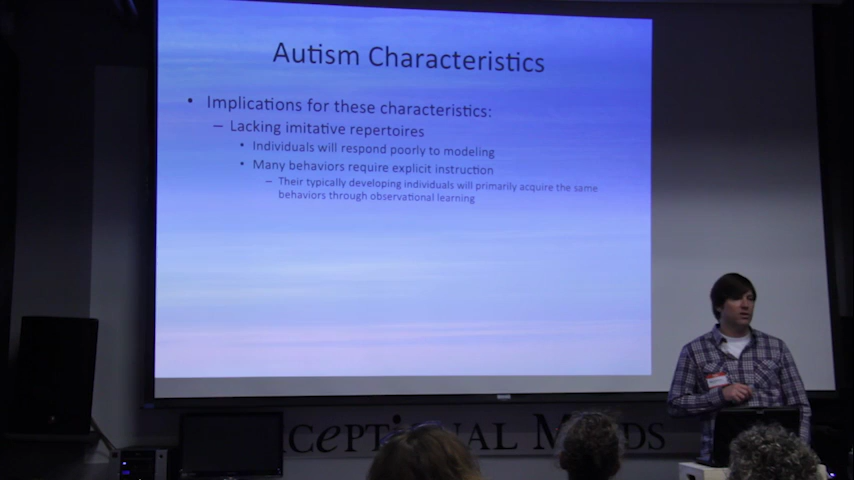 Autism Characteristics
• Implications for these characteristics:
– Lacking imitative repertoires
• Individuals will respond poorly to modeling
• Many behaviors require explicit instruction
– Their typically developing individuals will primarily acquire the same
behaviors through observational learning
CEPTIONAL M DS